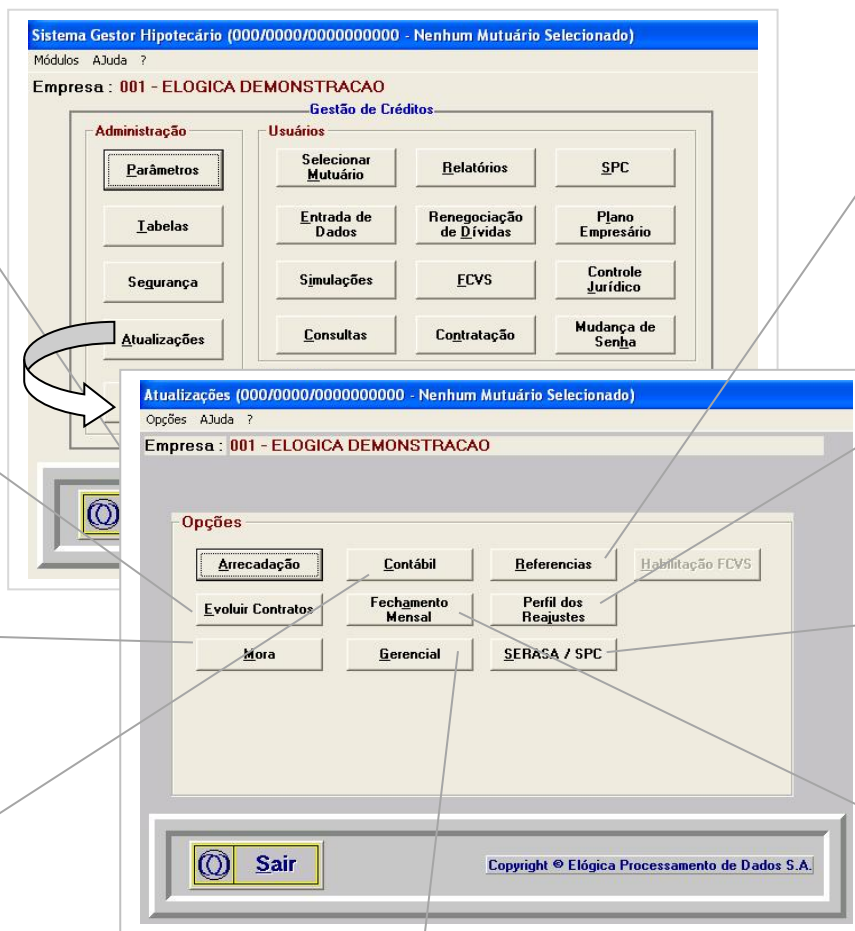 Sistema Gestor Hipotecário (000/0000/0000000000 - Nenhum Mutuário Selecionado)
Módulos AJuda ?
Empresa : 001 - ELOGICA DEMONSTRACAO
Gestão de Créditos
Administração
Usuários
Parâmetros
Selecionar
Mutuário
Relatórios
SPC
Tabelas
Entrada de
Dados
Renegociação
de Dívidas
Plano
Empresário
Segurança
Simulações
FCVS
Controle
Jurídico
Atualizações
Consultas
Contratação
Mudança de
Senha
Atualizações (000/0000/0000000000 - Nenhum Mutuário Selecionado)
Opções AJuda ?
Empresa : 001 - ELOGICA DEMONSTRACAO
Opções
Arrecadação
Contábil
Referencias
Habilitação FCVS
Evoluir Contratos
Fechamento
Mensal
Perfil dos
Reajustes
Mora
Gerencial
SERASA / SPC
Sair
Copyright © Elógica Processamento de Dados S.A.